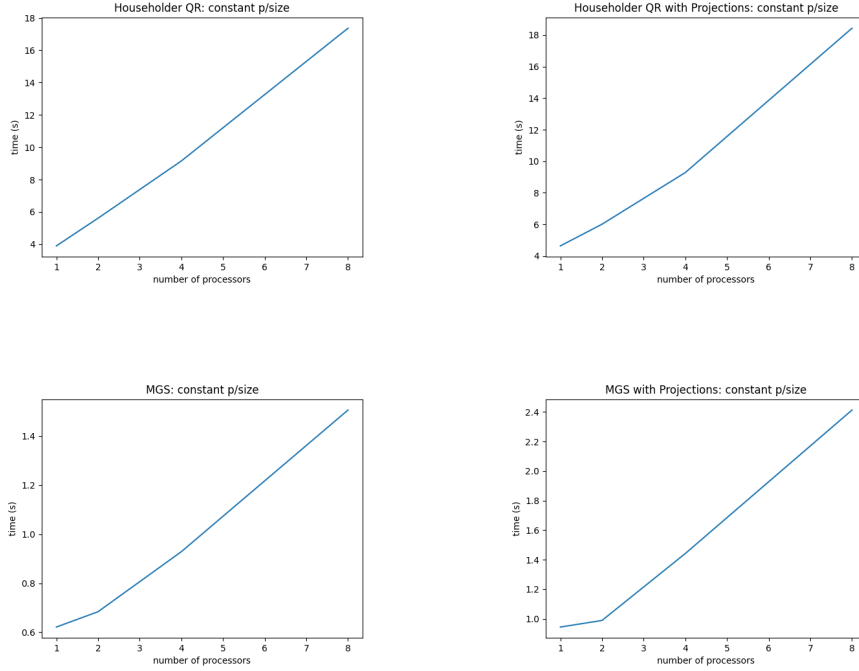 Householder QR: constant p/size
18
16
14
12
10
8
6
4
time (s)
1 2 3 4 5 6 7 8
number of processors
Householder QR with Projections: constant p/size
18
16
14
12
10
8
6
4
time (s)
1 2 3 4 5 6 7 8
number of processors
MGS: constant p/size
1.4
1.2
1.0
0.8
0.6
time (s)
1 2 3 4 5 6 7 8
number of processors
MGS with Projections: constant p/size
2.4
2.2
2.0
1.8
1.6
1.4
1.2
1.0
time (s)
1 2 3 4 5 6 7 8
number of processors